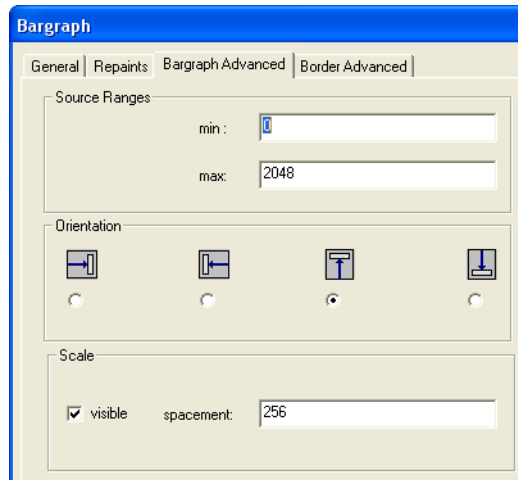 Bargraph
General Repaints Bargraph Advanced Border Advanced
Source Ranges
min : 0
max: 2048
Orientation
Scale
visible spacement: 256